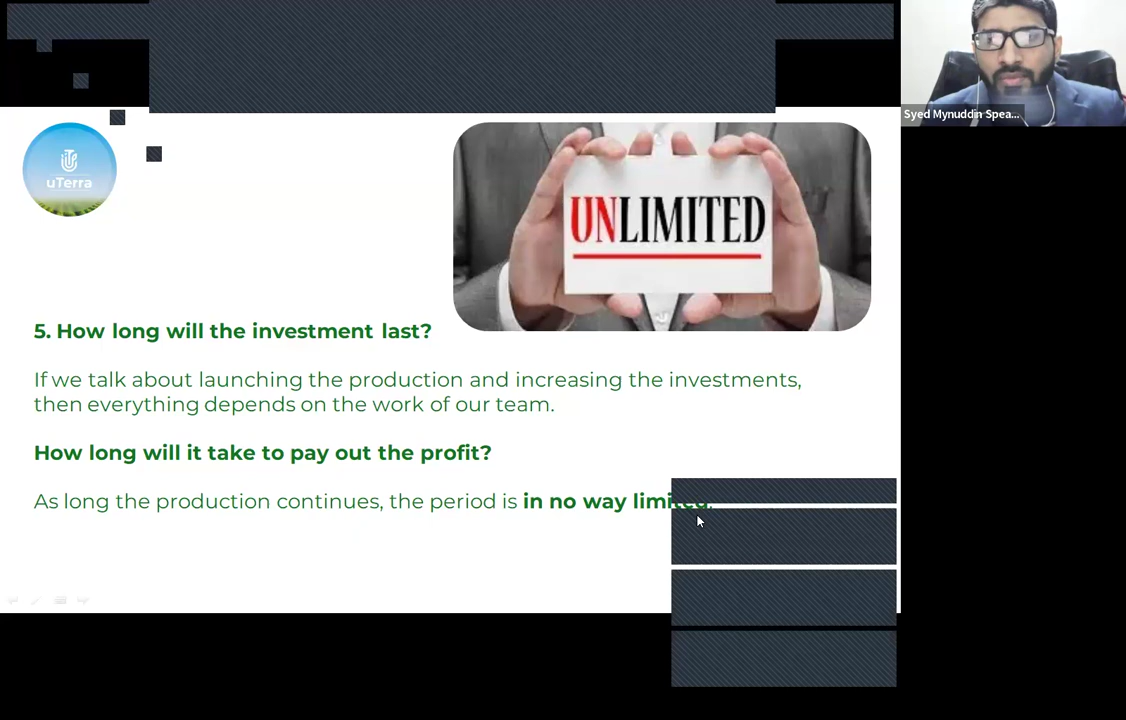 Syed Mynuddin Spea...
uTerra
UNLIMITED
5. How long will the investment last?
If we talk about launching the production and increasing the investments,
then everything depends on the work of our team.
How long will it take to pay out the profit?
As long the production continues, the period is in no way limited.